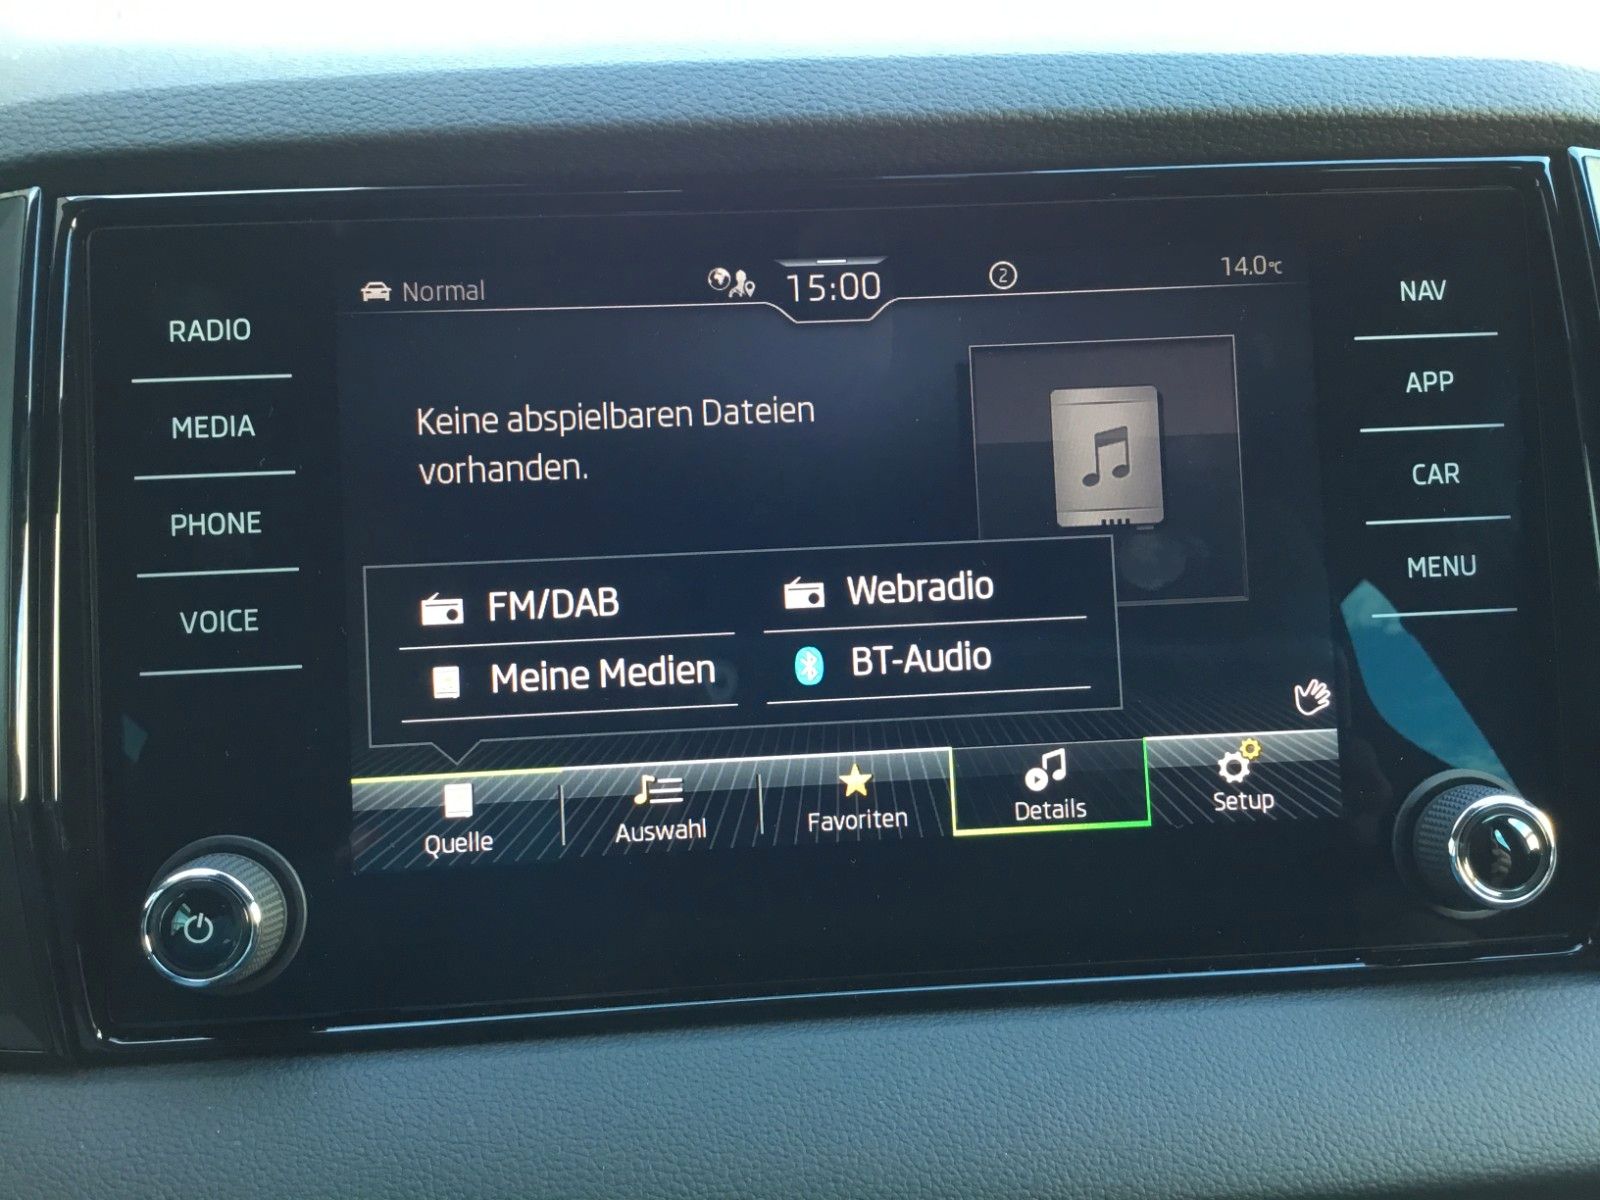 Normal
15:00
2
14.0°C
RADIO
MEDIA
PHONE
VOICE
Keine abspielbaren Dateien
vorhanden.
FM/DAB
Webradio
Meine Medien
BT-Audio
Quelle
Auswahl
Favoriten
Details
Setup
NAV
APP
CAR
MENU